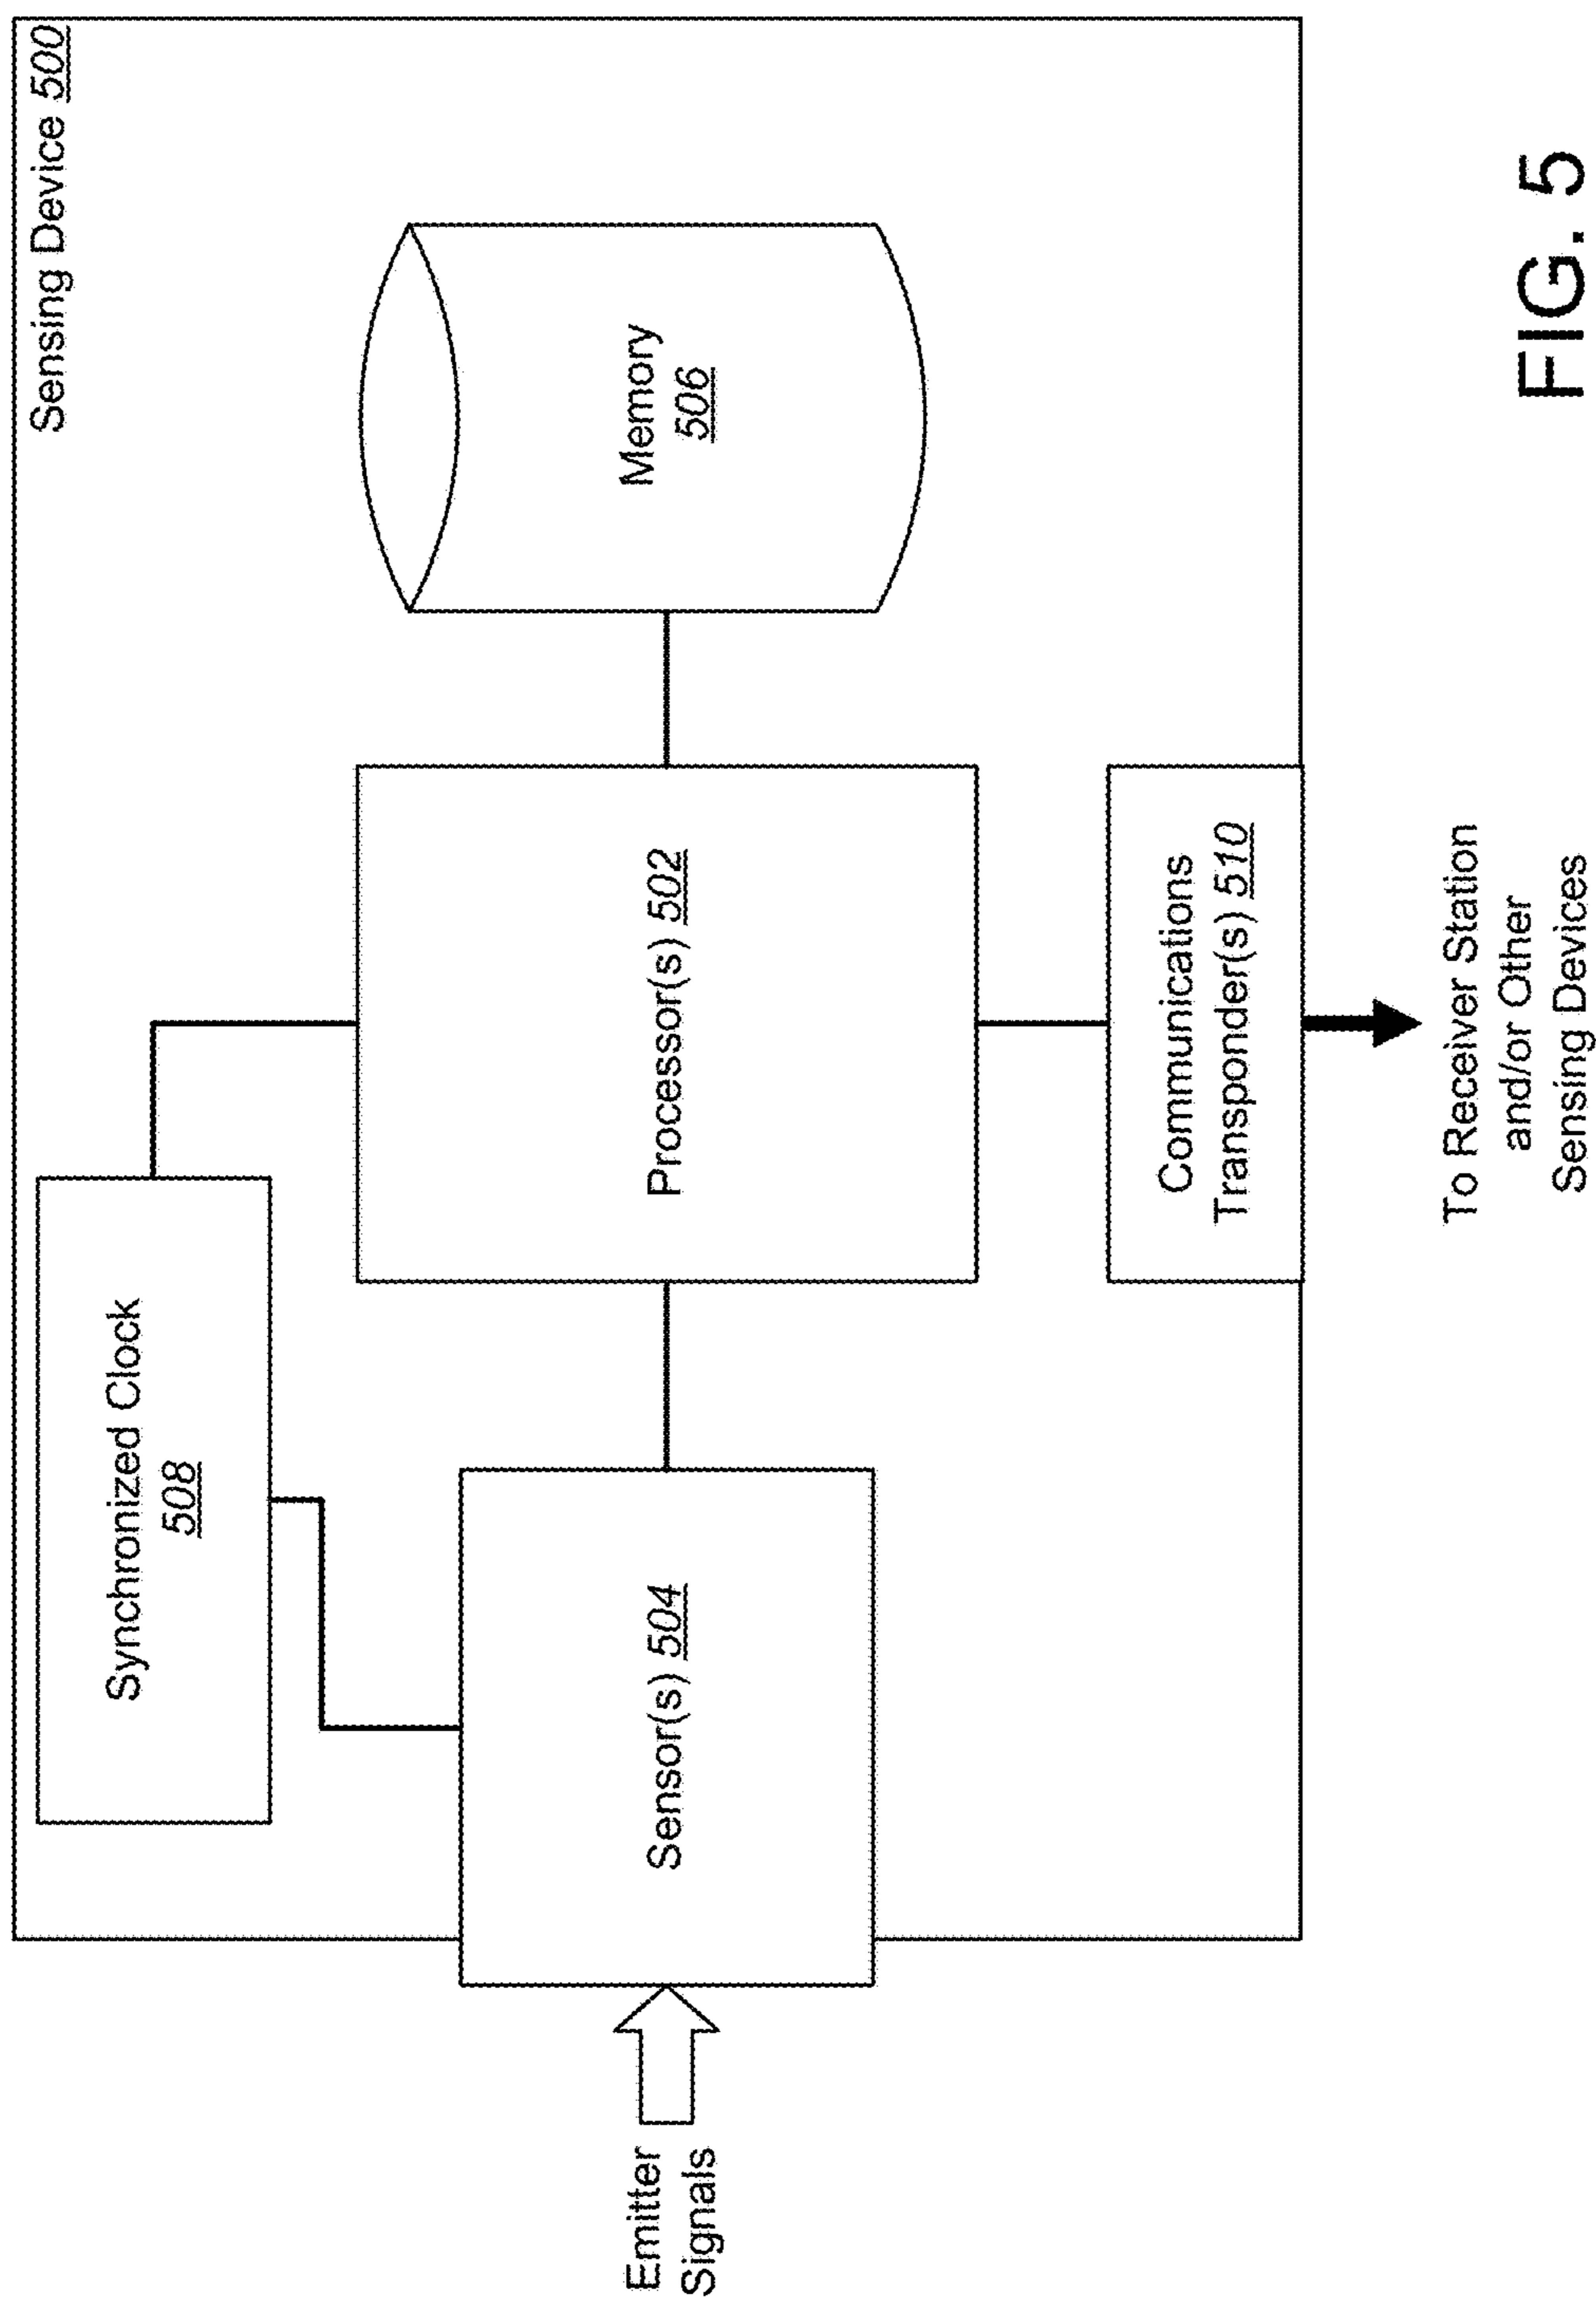 Sensing Device 500
Synchronized Clock
508
Emitter
Signals
Sensor(s) 504
Processor(s) 502
Memory
506
Communications
Transponder(s) 510
To Receiver Station
and/or Other
Sensing Devices
FIG. 5